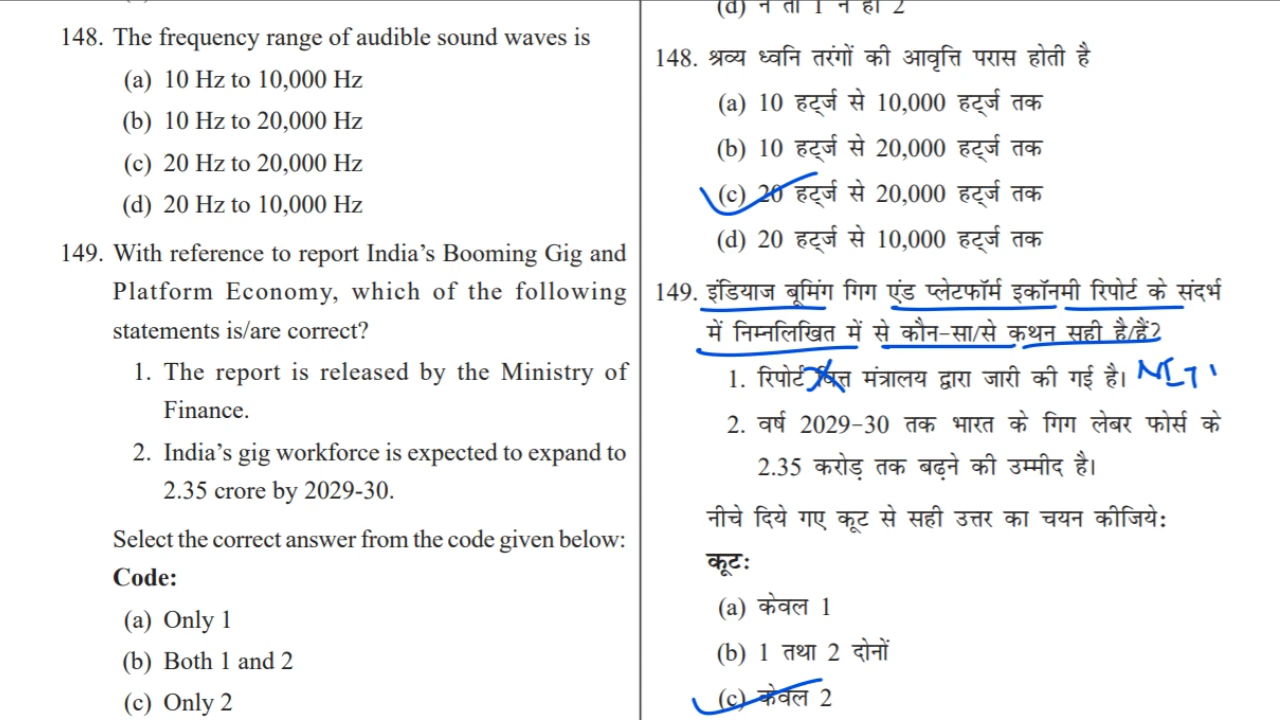 148. The frequency range of audible sound waves is
(a) 10 Hz to 10,000 Hz
(b) 10 Hz to 20,000 Hz
(c) 20 Hz to 20,000 Hz
(d) 20 Hz to 10,000 Hz
149. With reference to report India's Booming Gig and
Platform Economy, which of the following
statements is/are correct?
1. The report is released by the Ministry of
Finance.
2. India's gig workforce is expected to expand to
2.35 crore by 2029-30.
Select the correct answer from the code given below:
Code:
(a) Only 1
(b) Both 1 and 2
(c) Only 2
(d) न तो 1 न ही 2
148. श्रव्य ध्वनि तरंगों की आवृत्ति परास होती है
(a) 10 हर्ट्ज से 10,000 हर्ट्ज तक
(b) 10 हर्ट्ज से 20,000 हर्ट्ज तक
(c) 20 हर्ट्ज से 20,000 हर्ट्ज तक
(d) 20 हर्ट्ज से 10,000 हर्ट्ज तक
149. इंडियाज बूमिंग गिग एंड प्लेटफॉर्म इकॉनमी रिपोर्ट के संदर्भ
में निम्नलिखित में से कौन-सा/से कथन सही है/हैं?
1. रिपोर्ट वित्त मंत्रालय द्वारा जारी की गई है।
2. वर्ष 2029-30 तक भारत के गिग लेबर फोर्स के
2.35 करोड़ तक बढ़ने की उम्मीद है।
नीचे दिये गए कूट से सही उत्तर का चयन कीजिये:
कूट:
(a) केवल 1
(b) 1 तथा 2 दोनों
(c) केवल 2